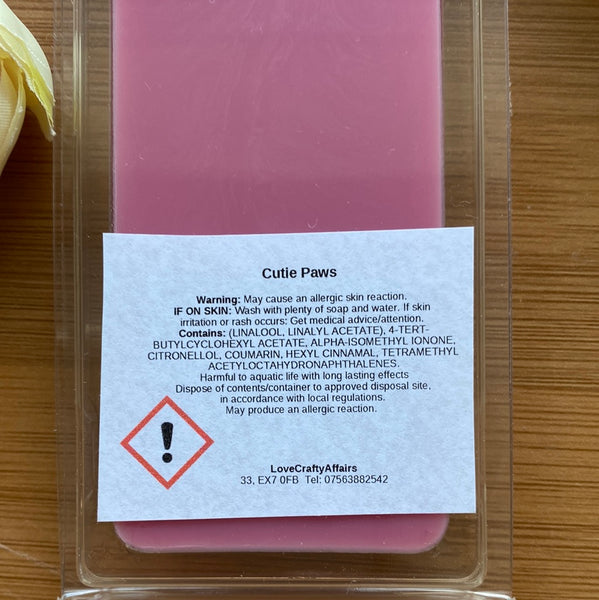 Cutie Paws
Warning: May cause an allergic skin reaction.
IF ON SKIN: Wash with plenty of soap and water. If skin
irritation or rash occurs: Get medical advice/attention.
Contains: (LINALOOL, LINALYL ACETATE), 4-TERT-
BUTYLCYCLOHEXYL ACETATE, ALPHA-ISOMETHYL IONONE,
CITRONELLOL, COUMARIN, HEXYL CINNAMAL, TETRAMETHYL
ACETYLOCTAHYDRONAPHTHALENES.
Harmful to aquatic life with long lasting effects
Dispose of contents/container to approved disposal site,
in accordance with local regulations.
May produce an allergic reaction.
!
LoveCraftyAffairs
33, EX7 0FB Tel: 07563882542